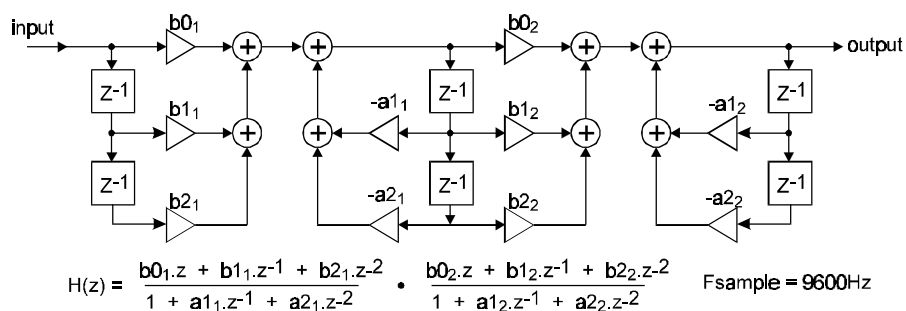 input
b0₁
+
+
b0₂
+
+
output
z-1
z-1
z-1
b1₁
+
+
-a1₁
b1₂
+
+
-a1₂
z-1
z-1
z-1
b2₁
-a2₁
b2₂
-a2₂
H(z) = b0₁.z + b1₁.z-1 + b2₁.z-2 • b0₂.z + b1₂.z-1 + b2₂.z-2 Fsample = 9600Hz
1 + a1₁.z-1 + a2₁.z-2 1 + a1₂.z-1 + a2₂.z-2